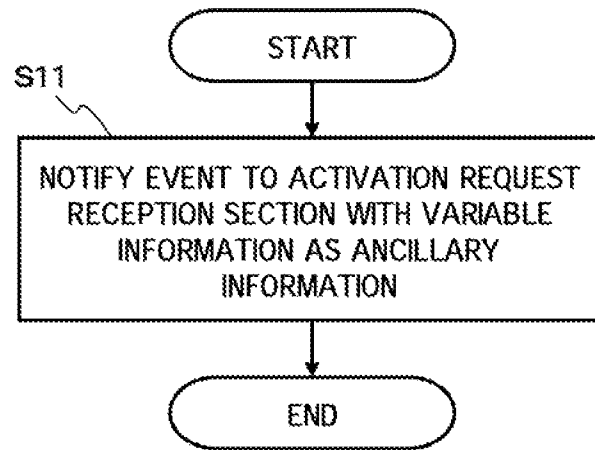 START
S11
NOTIFY EVENT TO ACTIVATION REQUEST
RECEPTION SECTION WITH VARIABLE
INFORMATION AS ANCILLARY
INFORMATION
END